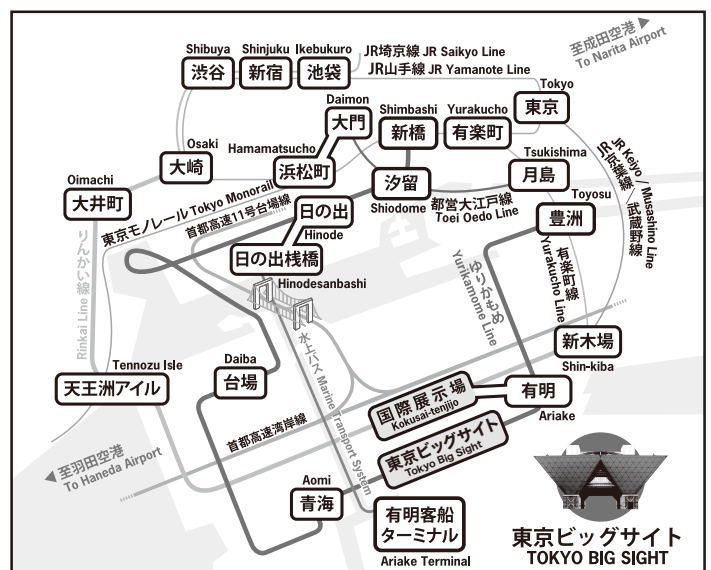 至成田空港
To Narita Airport
Shibuya
渋谷
Shinjuku
新宿
Ikebukuro
池袋
JR埼京線 JR Saikyo Line
JR山手線 JR Yamanote Line
Tokyo
東京
Daimon
大門
Shimbashi
新橋
Yurakucho
有楽町
Osaki
大崎
Hamamatsucho
浜松町
Tsukishima
月島
JR京葉線/武蔵野線
JR Keiyo / Musashino Line
Oimachi
大井町
東京モノレール Tokyo Monorail
首都高速11号台場線
汐留
Shiodome
都営大江戸線
Toei Oedo Line
Toyosu
豊洲
日の出
Hinode
日の出桟橋
Hinodesanbashi
りんかい線
Rinkai Line
ゆりかもめ
Yurikamome Line
有楽町線
Yurakucho Line
新木場
Shin-kiba
水上バス Marine Transport System
Tennozu Isle
天王洲アイル
Daiba
台場
国際展示場
Kokusai-tenjijo
有明
Ariake
首都高速湾岸線
東京ビッグサイト
Tokyo Big Sight
至羽田空港
To Haneda Airport
Aomi
青海
有明客船
ターミナル
Ariake Terminal
東京ビッグサイト
TOKYO BIG SIGHT